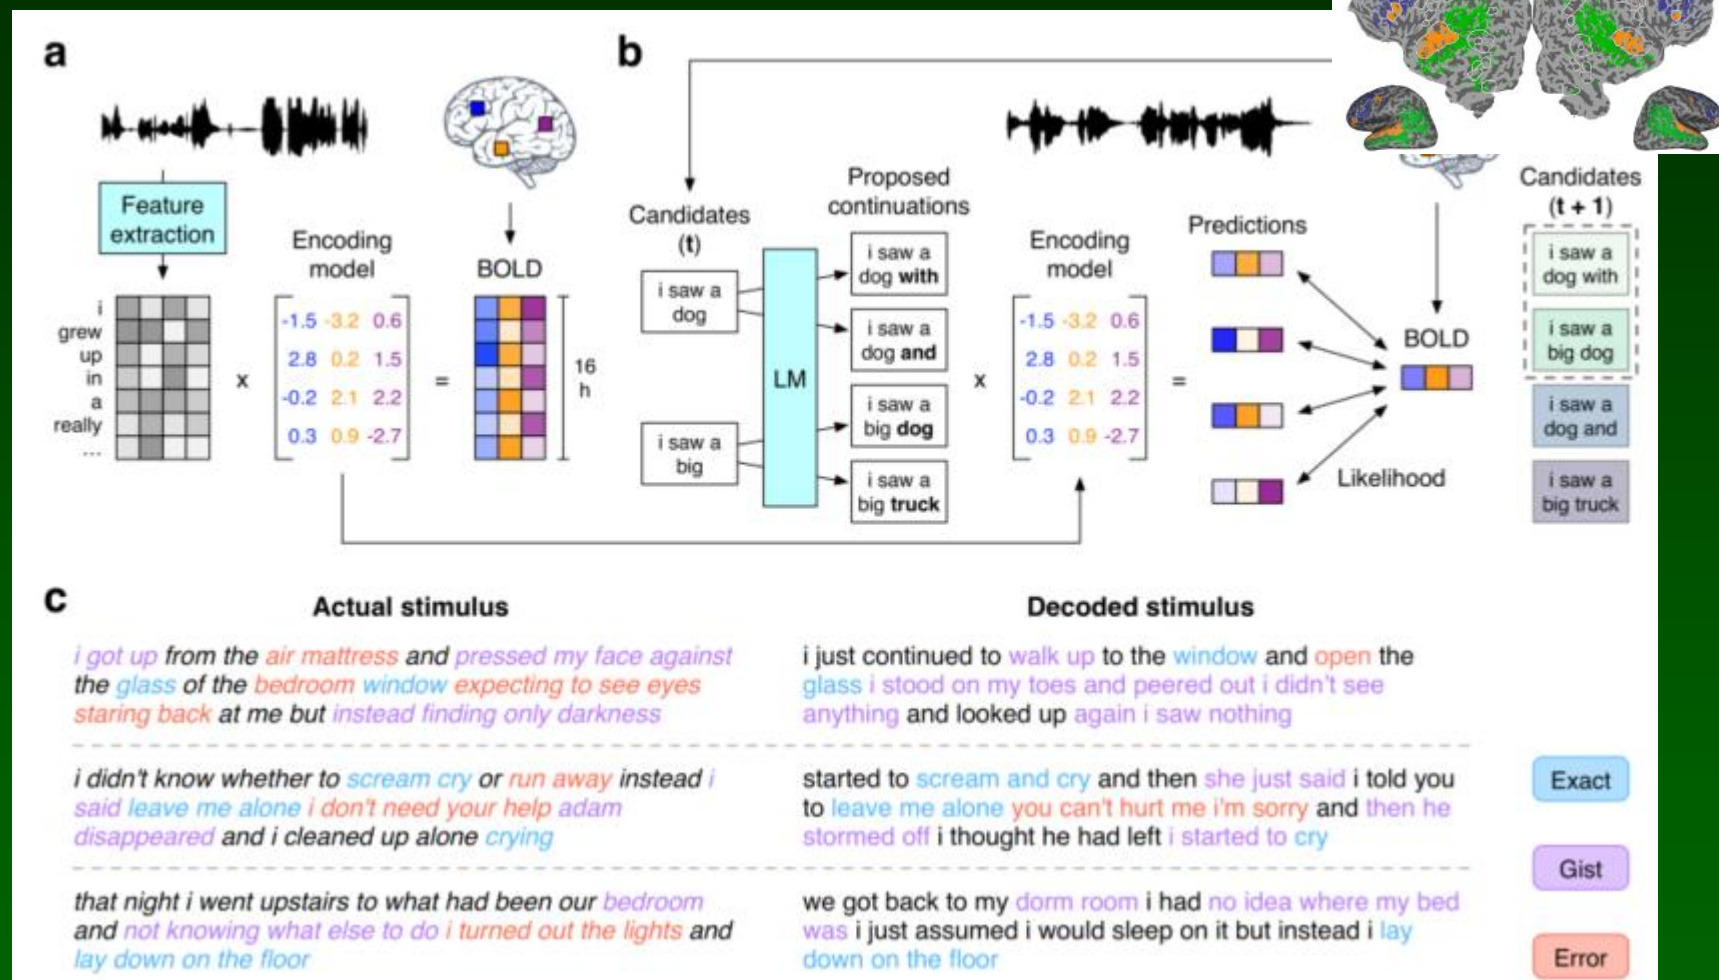 a
Feature
extraction
i
grew
up
in
a
really
...
x
Encoding
model
-1.5 -3.2 0.6
2.8 0.2 1.5
-0.2 2.1 2.2
0.3 0.9 -2.7
=
BOLD
16
h
b
Candidates
(t)
i saw a
dog
i saw a
big
LM
Proposed
continuations
i saw a
dog with
i saw a
dog and
i saw a
big dog
i saw a
big truck
x
Encoding
model
-1.5 -3.2 0.6
2.8 0.2 1.5
-0.2 2.1 2.2
0.3 0.9 -2.7
=
Predictions
BOLD
Likelihood
Candidates
(t + 1)
i saw a
dog with
i saw a
big dog
i saw a
dog and
i saw a
big truck
c
Actual stimulus
i got up from the air mattress and pressed my face against
the glass of the bedroom window expecting to see eyes
staring back at me but instead finding only darkness
i didn't know whether to scream cry or run away instead i
said leave me alone i don't need your help adam
disappeared and i cleaned up alone crying
that night i went upstairs to what had been our bedroom
and not knowing what else to do i turned out the lights and
lay down on the floor
Decoded stimulus
i just continued to walk up to the window and open the
glass i stood on my toes and peered out i didn't see
anything and looked up again i saw nothing
started to scream and cry and then she just said i told you
to leave me alone you can't hurt me i'm sorry and then he
stormed off i thought he had left i started to cry
we got back to my dorm room i had no idea where my bed
was i just assumed i would sleep on it but instead i lay
down on the floor
Exact
Gist
Error